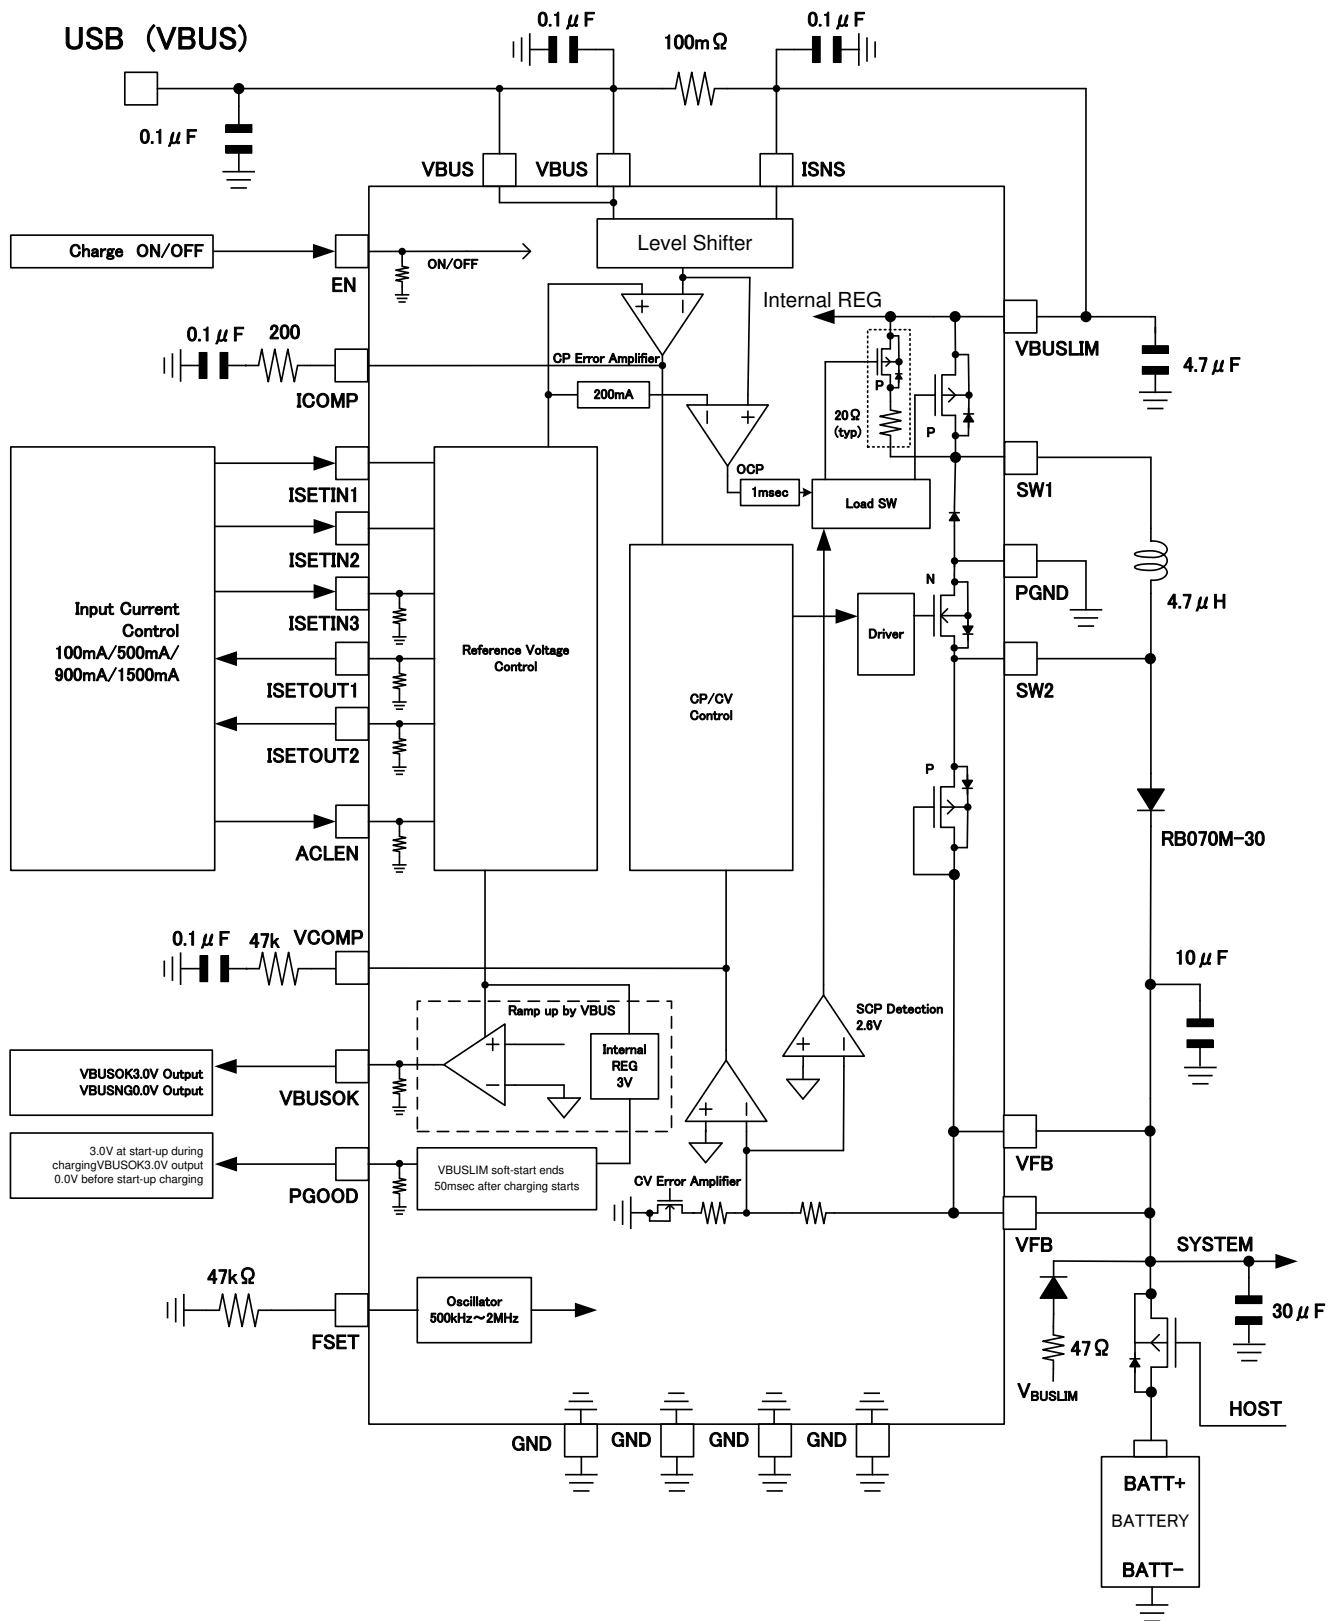 USB (VBUS)
0.1μF
100mΩ
0.1μF
0.1μF
VBUS
VBUS
ISNS
Level Shifter
Charge ON/OFF
ON/OFF
EN
Internal REG
VBUSLIM
4.7μF
0.1μF
200
ICOMP
CP Error Amplifier
200mA
20Ω
(typ)
P
P
OCP
1msec
Load SW
SW1
ISETIN1
ISETIN2
ISETIN3
ISETOUT1
ISETOUT2
ACLEN
Input Current
Control
100mA/500mA/
900mA/1500mA
Reference Voltage
Control
CP/CV
Control
Driver
N
PGND
4.7μH
SW2
P
RB070M-30
0.1μF
47k
VCOMP
10μF
Ramp up by VBUS
SCP Detection
2.6V
Internal
REG
3V
VBUSOK3.0V Output
VBUSNG0.0V Output
VBUSOK
3.0V at start-up during
chargingVBUSOK3.0V output
0.0V before start-up charging
PGOOD
VBUSLIM soft-start ends
50msec after charging starts
CV Error Amplifier
VFB
VFB
SYSTEM
47kΩ
FSET
Oscillator
500kHz～2MHz
30μF
47Ω
VBUSLIM
HOST
GND
GND
GND
GND
BATT+
BATTERY
BATT-